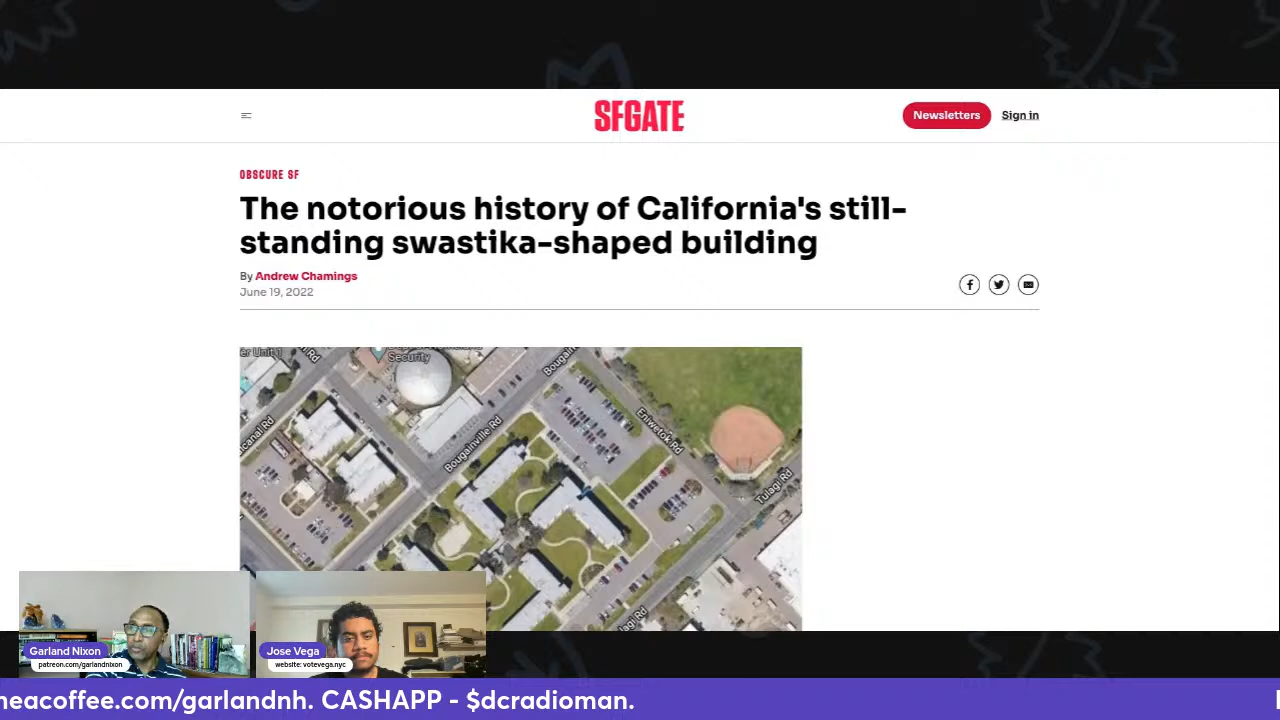 SFGATE
Newsletters
Sign in
OBSCURE SF
The notorious history of California's still-
standing swastika-shaped building
By Andrew Chamings
June 19, 2022
Security
Bougainville Rd
Eniwetok Rd
Tulagi Rd
Garland Nixon
patreon.com/garlandnixon
Jose Vega
website: votevega.nyc
neacoffee.com/garlandnh. CASHAPP - $dcradioman.